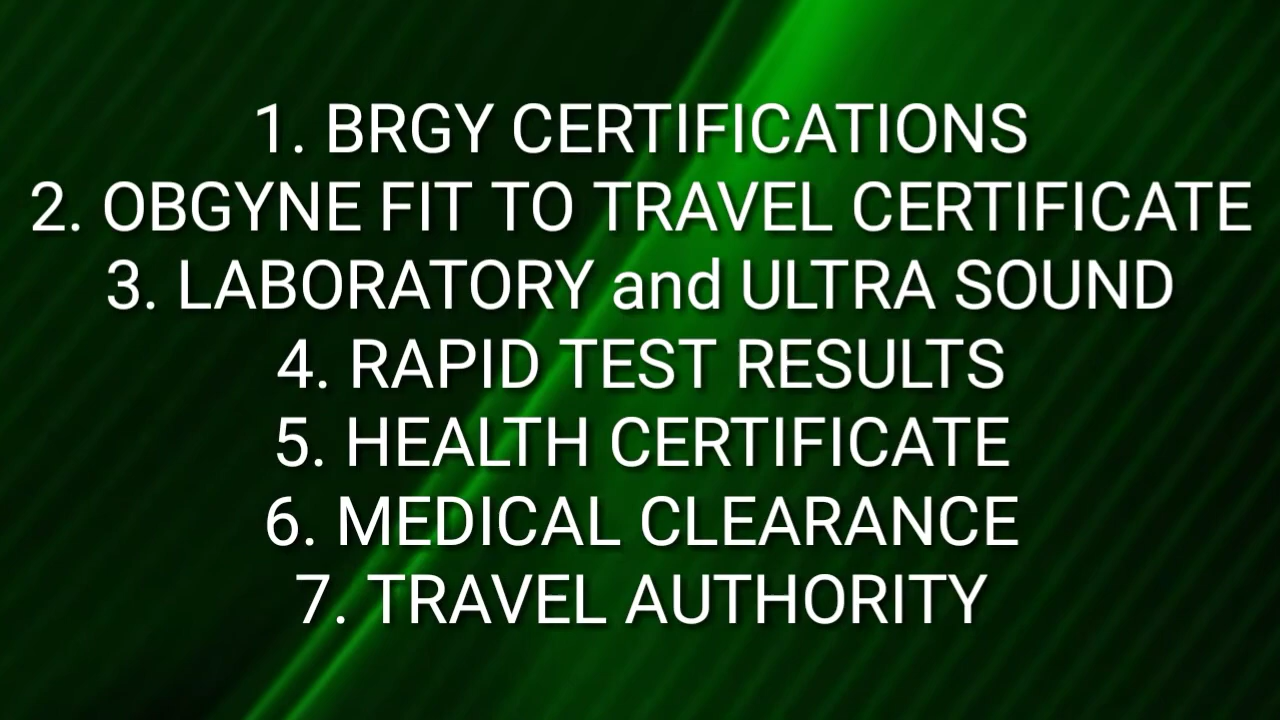 1. BRGY CERTIFICATIONS
2. OBGYNE FIT TO TRAVEL CERTIFICATE
3. LABORATORY and ULTRA SOUND
4. RAPID TEST RESULTS
5. HEALTH CERTIFICATE
6. MEDICAL CLEARANCE
7. TRAVEL AUTHORITY